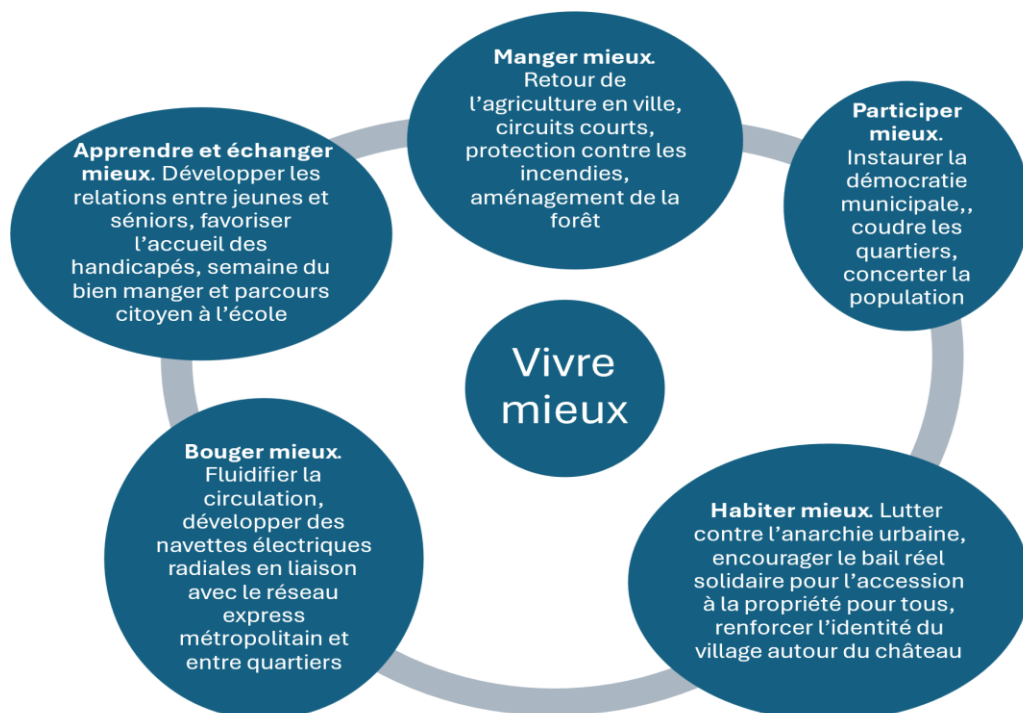 Manger mieux.
Retour de
l’agriculture en ville,
circuits courts,
protection contre les
incendies,
aménagement de la
forêt
Participer
mieux.
Instaurer la
démocratie
municipale,,
coudre les
quartiers,
concerter la
population
Habiter mieux. Lutter
contre l’anarchie urbaine,
encourager le bail réel
solidaire pour l’accession
à la propriété pour tous,
renforcer l’identité du
village autour du château
Bouger mieux.
Fluidifier la
circulation,
développer des
navettes électriques
radiales en liaison
avec le réseau
express
métropolitain et
entre quartiers
Apprendre et échanger
mieux. Développer les
relations entre jeunes et
séniors, favoriser
l’accueil des
handicapés, semaine du
bien manger et parcours
citoyen à l’école
Vivre
mieux